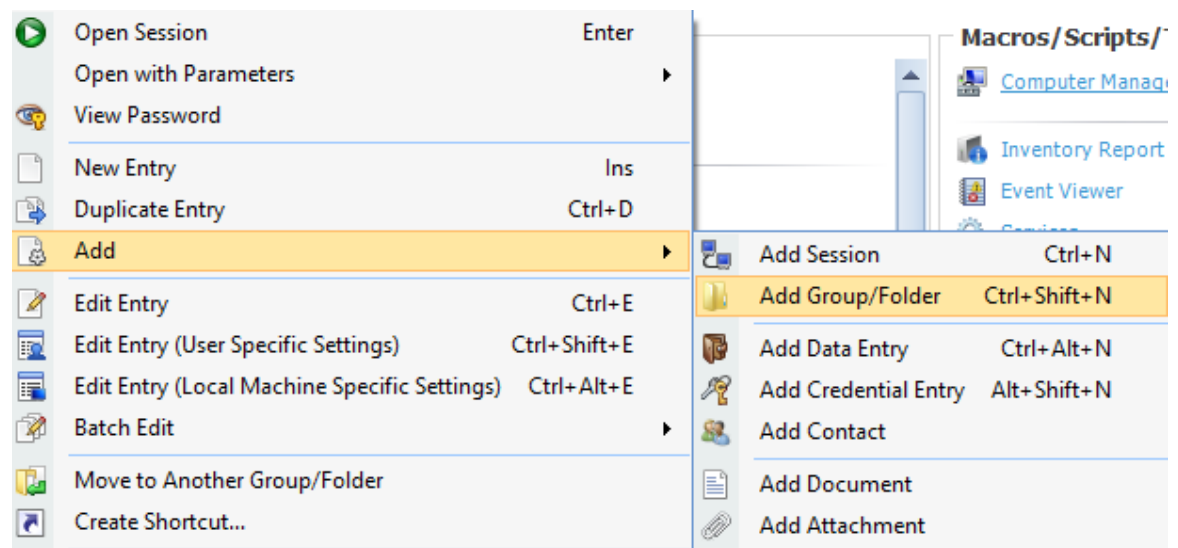 Open Session Enter
Open with Parameters
View Password
New Entry Ins
Duplicate Entry Ctrl+D
Add
Edit Entry Ctrl+E
Edit Entry (User Specific Settings) Ctrl+Shift+E
Edit Entry (Local Machine Specific Settings) Ctrl+Alt+E
Batch Edit
Move to Another Group/Folder
Create Shortcut...
Macros/Scripts/
Computer Manag
Inventory Report
Event Viewer
Services
Add Session Ctrl+N
Add Group/Folder Ctrl+Shift+N
Add Data Entry Ctrl+Alt+N
Add Credential Entry Alt+Shift+N
Add Contact
Add Document
Add Attachment